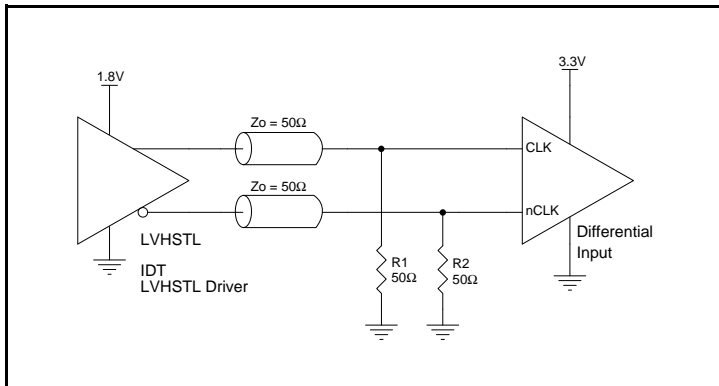 1.8V
3.3V
Zo = 50Ω
CLK
Zo = 50Ω
nCLK
LVHSTL
IDT
LVHSTL Driver
Differential
Input
R1
50Ω
R2
50Ω